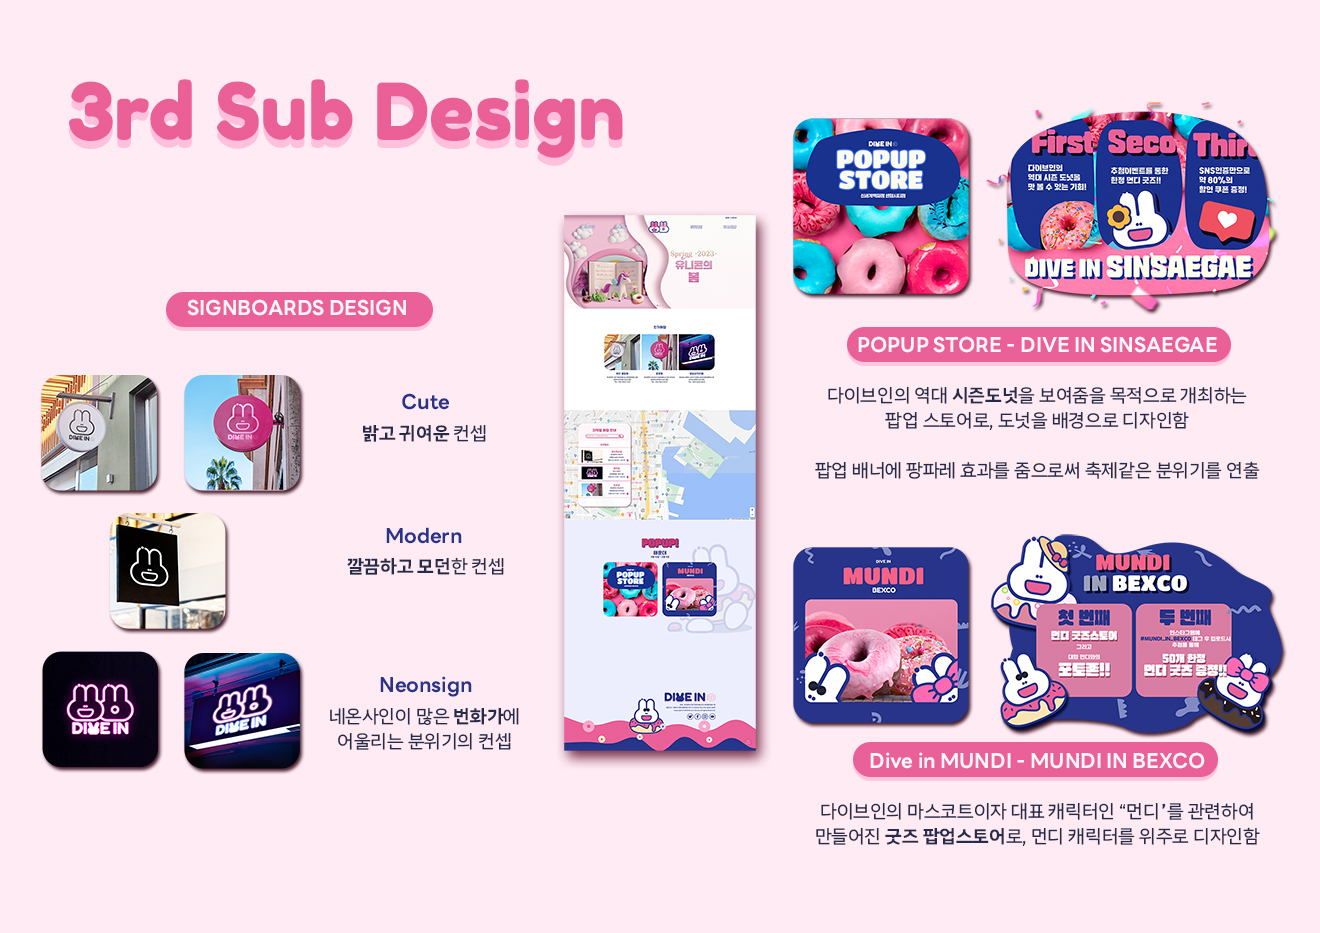 3rd Sub Design
SIGNBOARDS DESIGN
DIVE IN
DIVE IN
Cute
밝고 귀여운 컨셉
Modern
깔끔하고 모던한 컨셉
DIVE IN
DIVE IN
Neonsign
네온사인이 많은 번화가에
어울리는 분위기의 컨셉
Spring -2023-
유니콘의
봄
POPUP!
POPUP
STORE
MUNDI
DIVE IN
DIVE IN
POPUP
STORE
First
다이브인의
역대 시즌 도넛을
맛 볼 수 있는 기회!
Seco
추첨이벤트를 통한
한정 먼디 굿즈!!
Thir
SNS인증만으로
약 80%의
할인 쿠폰 증정!
DIVE IN SINSAEGAE
POPUP STORE - DIVE IN SINSAEGAE
다이브인의 역대 시즌도넛을 보여줌을 목적으로 개최하는
팝업 스토어로, 도넛을 배경으로 디자인함
팝업 배너에 팡파레 효과를 줌으로써 축제같은 분위기를 연출
DIVE IN
MUNDI
BEXCO
MUNDI
IN BEXCO
첫 번째
먼디 굿즈스토어
그리고
대형 먼디와의
포토존!!
두 번째
인스타그램에
#MUNDI_IN_BEXCO 태그 후 업로드시
추첨을 통해
50개 한정
먼디 굿즈 증정!!
Dive in MUNDI - MUNDI IN BEXCO
다이브인의 마스코트이자 대표 캐릭터인 “먼디’를 관련하여
만들어진 굿즈 팝업스토어로, 먼디 캐릭터를 위주로 디자인함